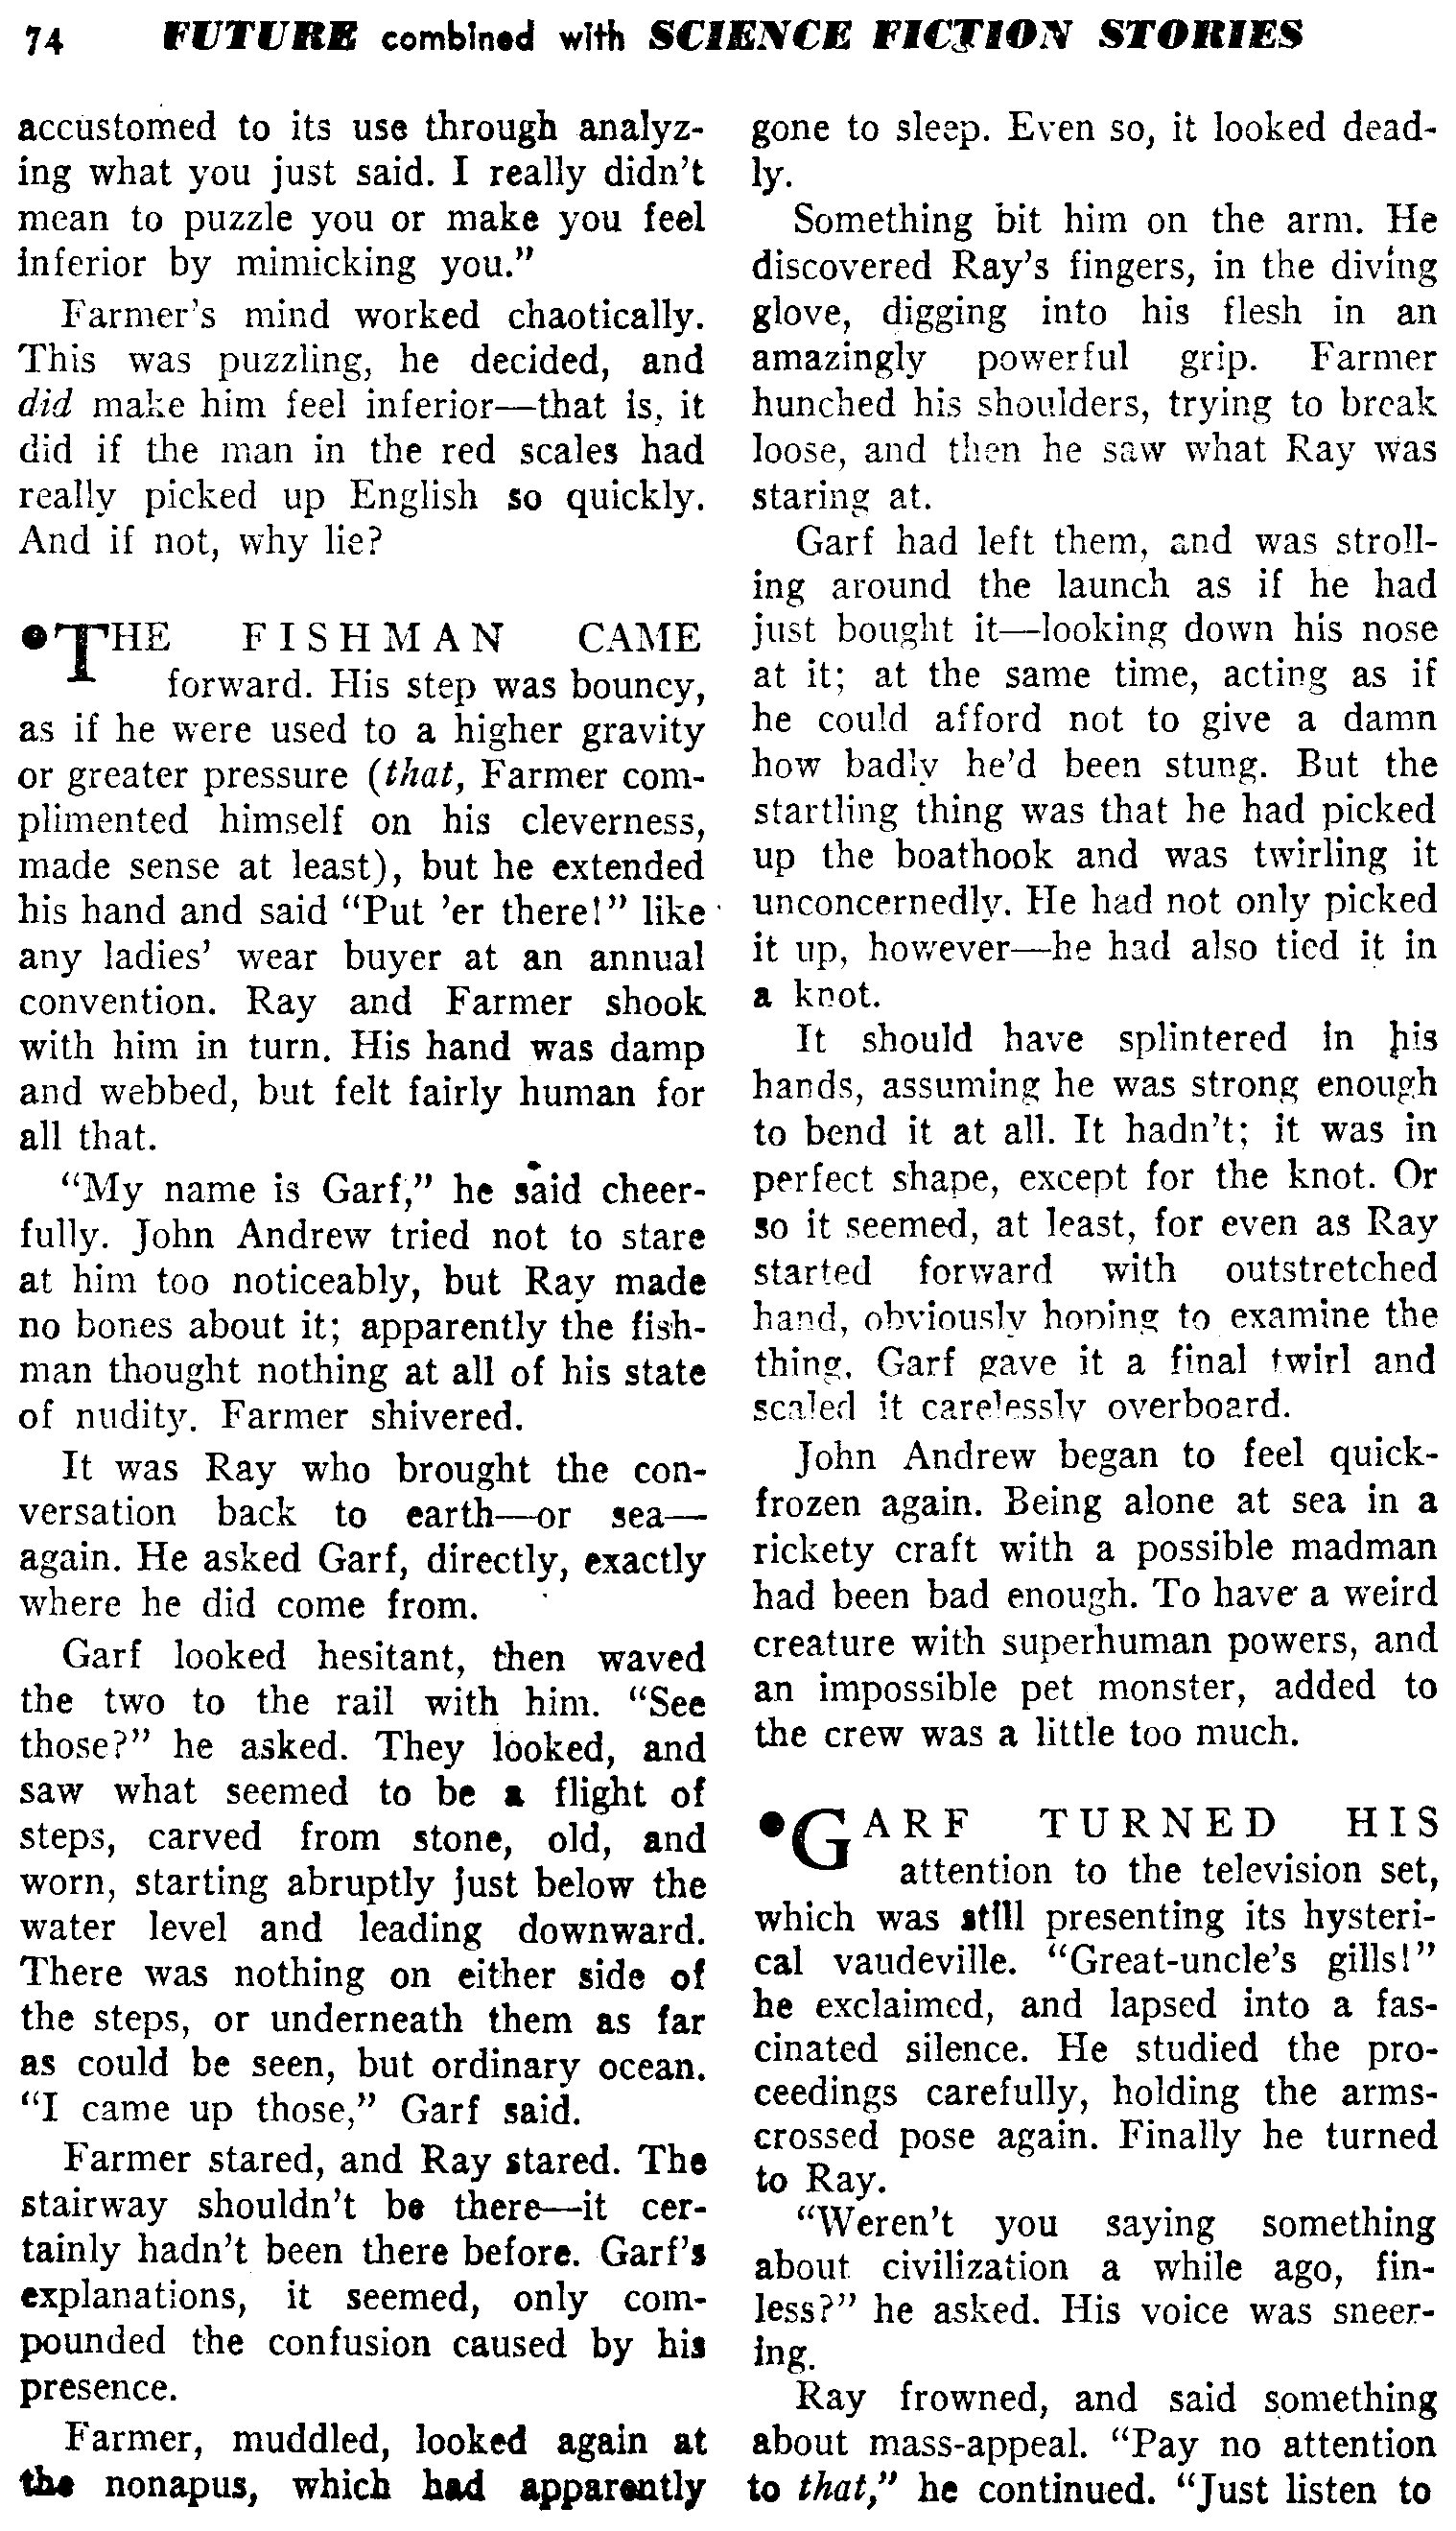 74 FUTURE combined with SCIENCE FICTION STORIES
accustomed to its use through analyz-
ing what you just said. I really didn't
mean to puzzle you or make you feel
inferior by mimicking you."
Farmer's mind worked chaotically.
This was puzzling, he decided, and
did make him feel inferior—that is, it
did if the man in the red scales had
really picked up English so quickly.
And if not, why lie?
•THE FISHMAN CAME
forward. His step was bouncy,
as if he were used to a higher gravity
or greater pressure (that, Farmer com-
plimented himself on his cleverness,
made sense at least), but he extended
his hand and said "Put 'er there!" like
any ladies' wear buyer at an annual
convention. Ray and Farmer shook
with him in turn. His hand was damp
and webbed, but felt fairly human for
all that.
"My name is Garf," he said cheer-
fully. John Andrew tried not to stare
at him too noticeably, but Ray made
no bones about it; apparently the fish-
man thought nothing at all of his state
of nudity. Farmer shivered.
It was Ray who brought the con-
versation back to earth—or sea—
again. He asked Garf, directly, exactly
where he did come from.
Garf looked hesitant, then waved
the two to the rail with him. "See
those?" he asked. They looked, and
saw what seemed to be a flight of
steps, carved from stone, old, and
worn, starting abruptly just below the
water level and leading downward.
There was nothing on either side of
the steps, or underneath them as far
as could be seen, but ordinary ocean.
"I came up those," Garf said.
Farmer stared, and Ray stared. The
stairway shouldn't be there—it cer-
tainly hadn't been there before. Garf's
explanations, it seemed, only com-
pounded the confusion caused by his
presence.
Farmer, muddled, looked again at
the nonapus, which had apparently
gone to sleep. Even so, it looked dead-
ly.
Something bit him on the arm. He
discovered Ray's fingers, in the diving
glove, digging into his flesh in an
amazingly powerful grip. Farmer
hunched his shoulders, trying to break
loose, and then he saw what Ray was
staring at.
Garf had left them, and was stroll-
ing around the launch as if he had
just bought it—looking down his nose
at it; at the same time, acting as if
he could afford not to give a damn
how badly he'd been stung. But the
startling thing was that he had picked
up the boathook and was twirling it
unconcernedly. He had not only picked
it up, however—he had also tied it in
a knot.
It should have splintered in his
hands, assuming he was strong enough
to bend it at all. It hadn't; it was in
perfect shape, except for the knot. Or
so it seemed, at least, for even as Ray
started forward with outstretched
hand, obviously hoping to examine the
thing, Garf gave it a final twirl and
scaled it carelessly overboard.
John Andrew began to feel quick-
frozen again. Being alone at sea in a
rickety craft with a possible madman
had been bad enough. To have a weird
creature with superhuman powers, and
an impossible pet monster, added to
the crew was a little too much.
•GARF TURNED HIS
attention to the television set,
which was still presenting its hysteri-
cal vaudeville. "Great-uncle's gills!"
he exclaimed, and lapsed into a fas-
cinated silence. He studied the pro-
ceedings carefully, holding the arms-
crossed pose again. Finally he turned
to Ray.
"Weren't you saying something
about civilization a while ago, fin-
less?" he asked. His voice was sneer-
ing.
Ray frowned, and said something
about mass-appeal. "Pay no attention
to that," he continued. "Just listen to